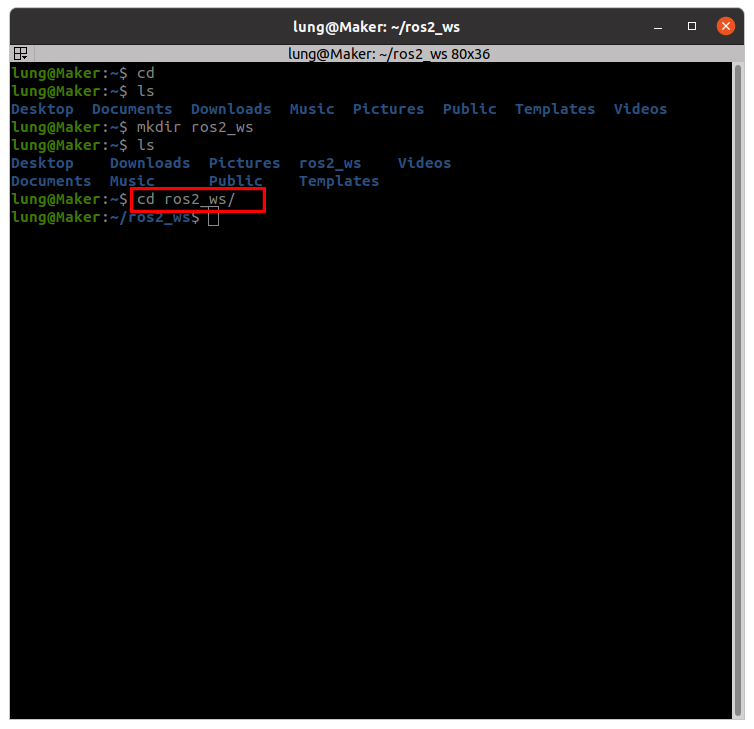 lung@Maker: ~/ros2_ws
lung@Maker: ~/ros2_ws 80x36
lung@Maker:~$ cd
lung@Maker:~$ ls
Desktop  Documents  Downloads  Music  Pictures  Public  Templates  Videos
lung@Maker:~$ mkdir ros2_ws
lung@Maker:~$ ls
Desktop    Downloads  Pictures  ros2_ws    Videos
Documents  Music      Public    Templates
lung@Maker:~$ cd ros2_ws/
lung@Maker:~/ros2_ws$